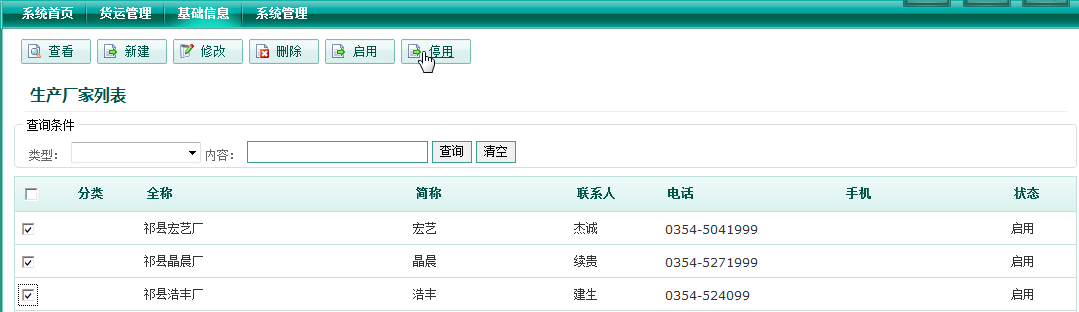 系统首页 货运管理 基础信息 系统管理
查看 新建 修改 删除 启用 停用
生产厂家列表
查询条件
类型： 内容： 查询 清空
分类 全称 简称 联系人 电话 手机 状态
祁县宏艺厂 宏艺 杰诚 0354-5041999 启用
祁县晶晨厂 晶晨 续贵 0354-5271999 启用
祁县浩丰厂 浩丰 建生 0354-524099 启用